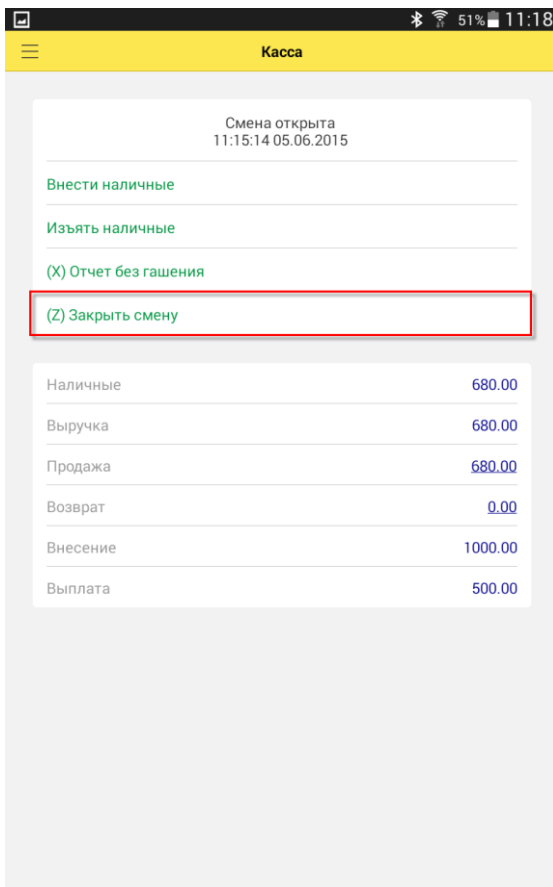 51% 11:18
Касса
Смена открыта
11:15:14 05.06.2015
Внести наличные
Изъять наличные
(X) Отчет без гашения
(Z) Закрыть смену
Наличные 680.00
Выручка 680.00
Продажа 680.00
Возврат 0.00
Внесение 1000.00
Выплата 500.00